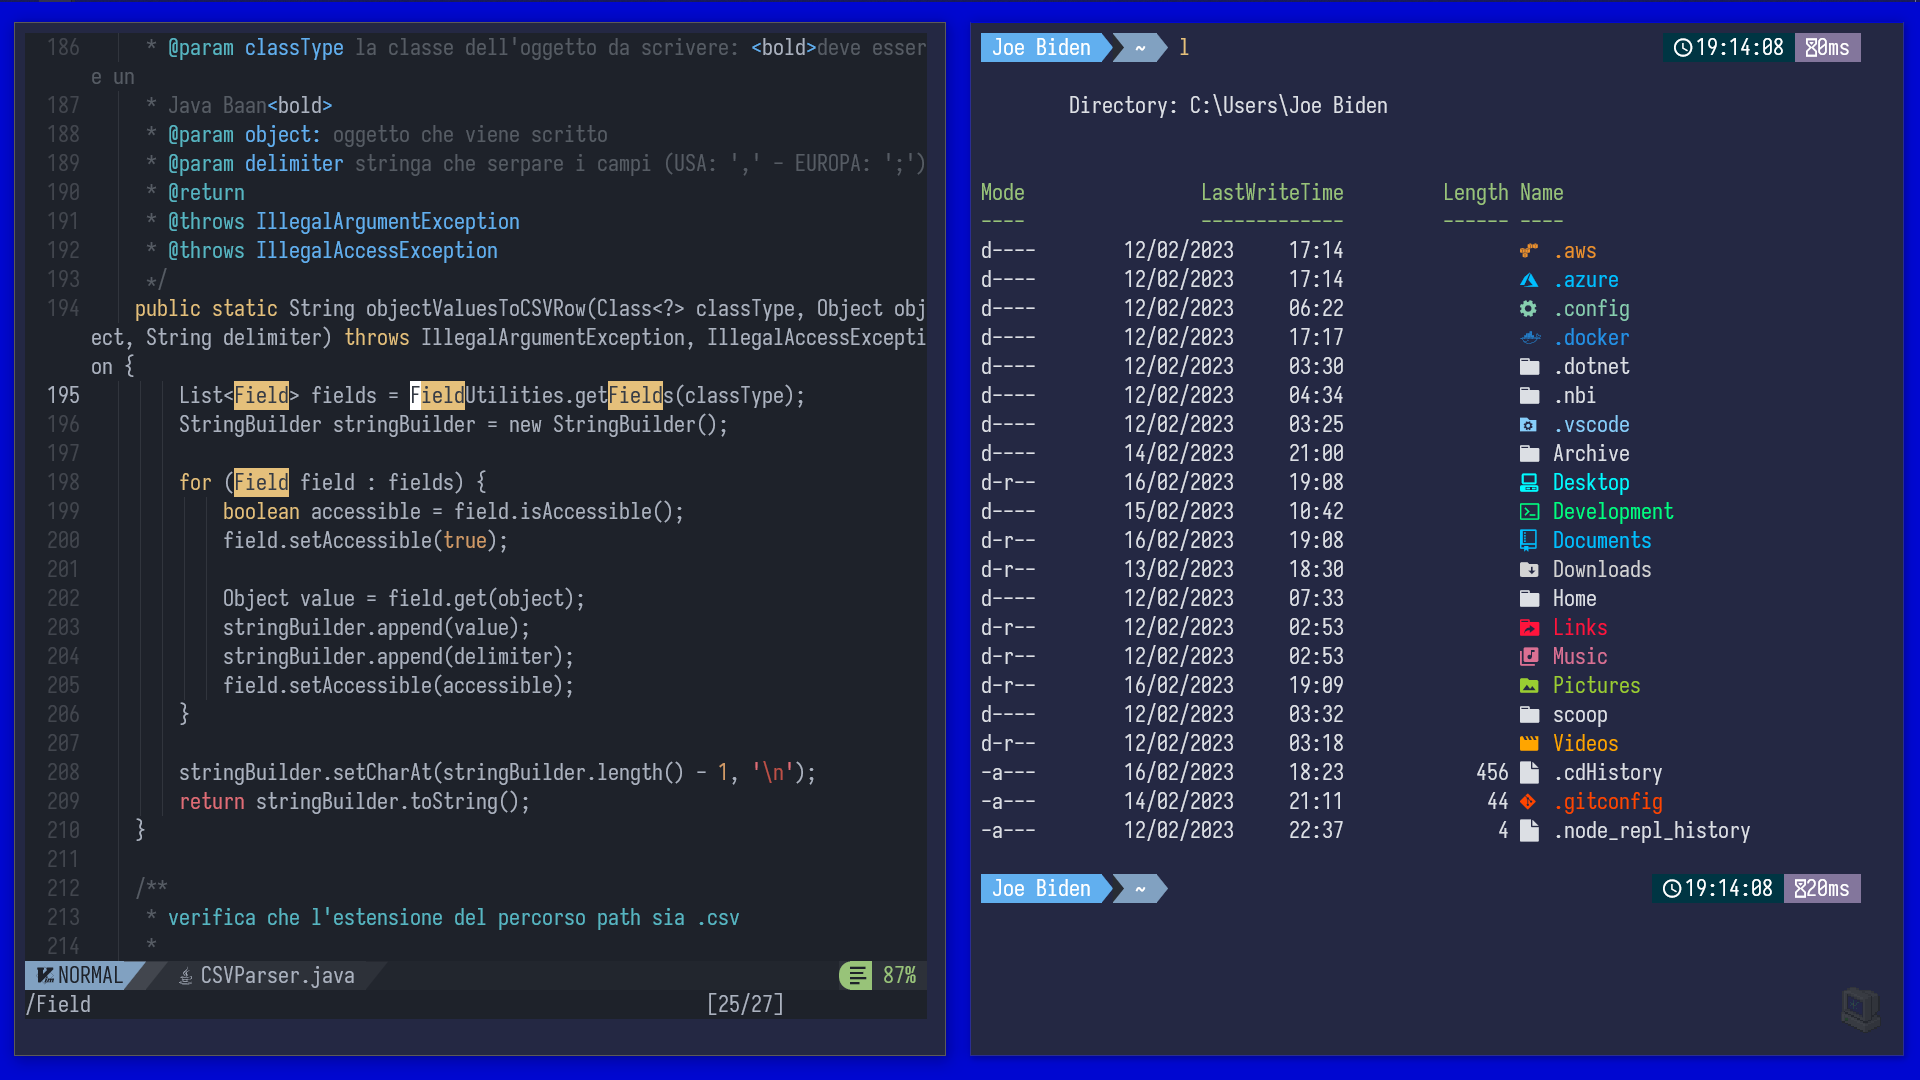 186 * @param classType la classe dell'oggetto da scrivere: <bold>deve esser
e un
187 * Java Baan<bold>
188 * @param object: oggetto che viene scritto
189 * @param delimiter stringa che serpare i campi (USA: ',' - EUROPA: ';')
190 * @return
191 * @throws IllegalArgumentException
192 * @throws IllegalAccessException
193 */
194 public static String objectValuesToCSVRow(Class<?> classType, Object obj
ect, String delimiter) throws IllegalArgumentException, IllegalAccessExcepti
on {
195 List<Field> fields = FieldUtilities.getFields(classType);
196 StringBuilder stringBuilder = new StringBuilder();
197
198 for (Field field : fields) {
199 boolean accessible = field.isAccessible();
200 field.setAccessible(true);
201
202 Object value = field.get(object);
203 stringBuilder.append(value);
204 stringBuilder.append(delimiter);
205 field.setAccessible(accessible);
206 }
207
208 stringBuilder.setCharAt(stringBuilder.length() - 1, '\n');
209 return stringBuilder.toString();
210 }
211
212 /**
213 * verifica che l'estensione del percorso path sia .csv
214 *
NORMAL CSVParser.java 87%
/Field [25/27]
Joe Biden ~ l 19:14:08 0ms
Directory: C:\Users\Joe Biden
Mode LastWriteTime Length Name
---- ------------- ------ ----
d---- 12/02/2023 17:14 .aws
d---- 12/02/2023 17:14 .azure
d---- 12/02/2023 06:22 .config
d---- 12/02/2023 17:17 .docker
d---- 12/02/2023 03:30 .dotnet
d---- 12/02/2023 04:34 .nbi
d---- 12/02/2023 03:25 .vscode
d---- 14/02/2023 21:00 Archive
d-r-- 16/02/2023 19:08 Desktop
d---- 15/02/2023 10:42 Development
d-r-- 16/02/2023 19:08 Documents
d-r-- 13/02/2023 18:30 Downloads
d---- 12/02/2023 07:33 Home
d-r-- 12/02/2023 02:53 Links
d-r-- 12/02/2023 02:53 Music
d-r-- 16/02/2023 19:09 Pictures
d---- 12/02/2023 03:32 scoop
d-r-- 12/02/2023 03:18 Videos
-a--- 16/02/2023 18:23 456 .cdHistory
-a--- 14/02/2023 21:11 44 .gitconfig
-a--- 12/02/2023 22:37 4 .node_repl_history
Joe Biden ~ 19:14:08 20ms